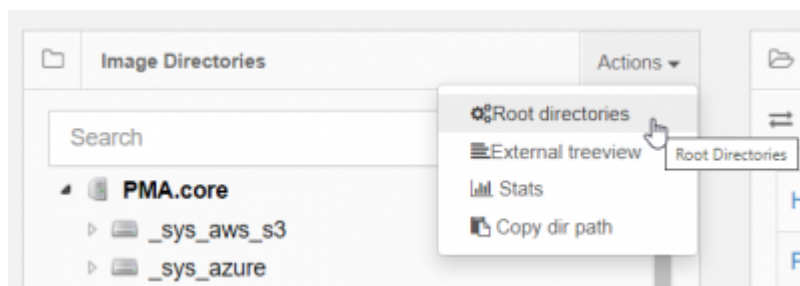 Image Directories
Actions
Root directories
Search
External treeview
Root Directories
PMA.core
Stats
_sys_aws_s3
Copy dir path
_sys_azure